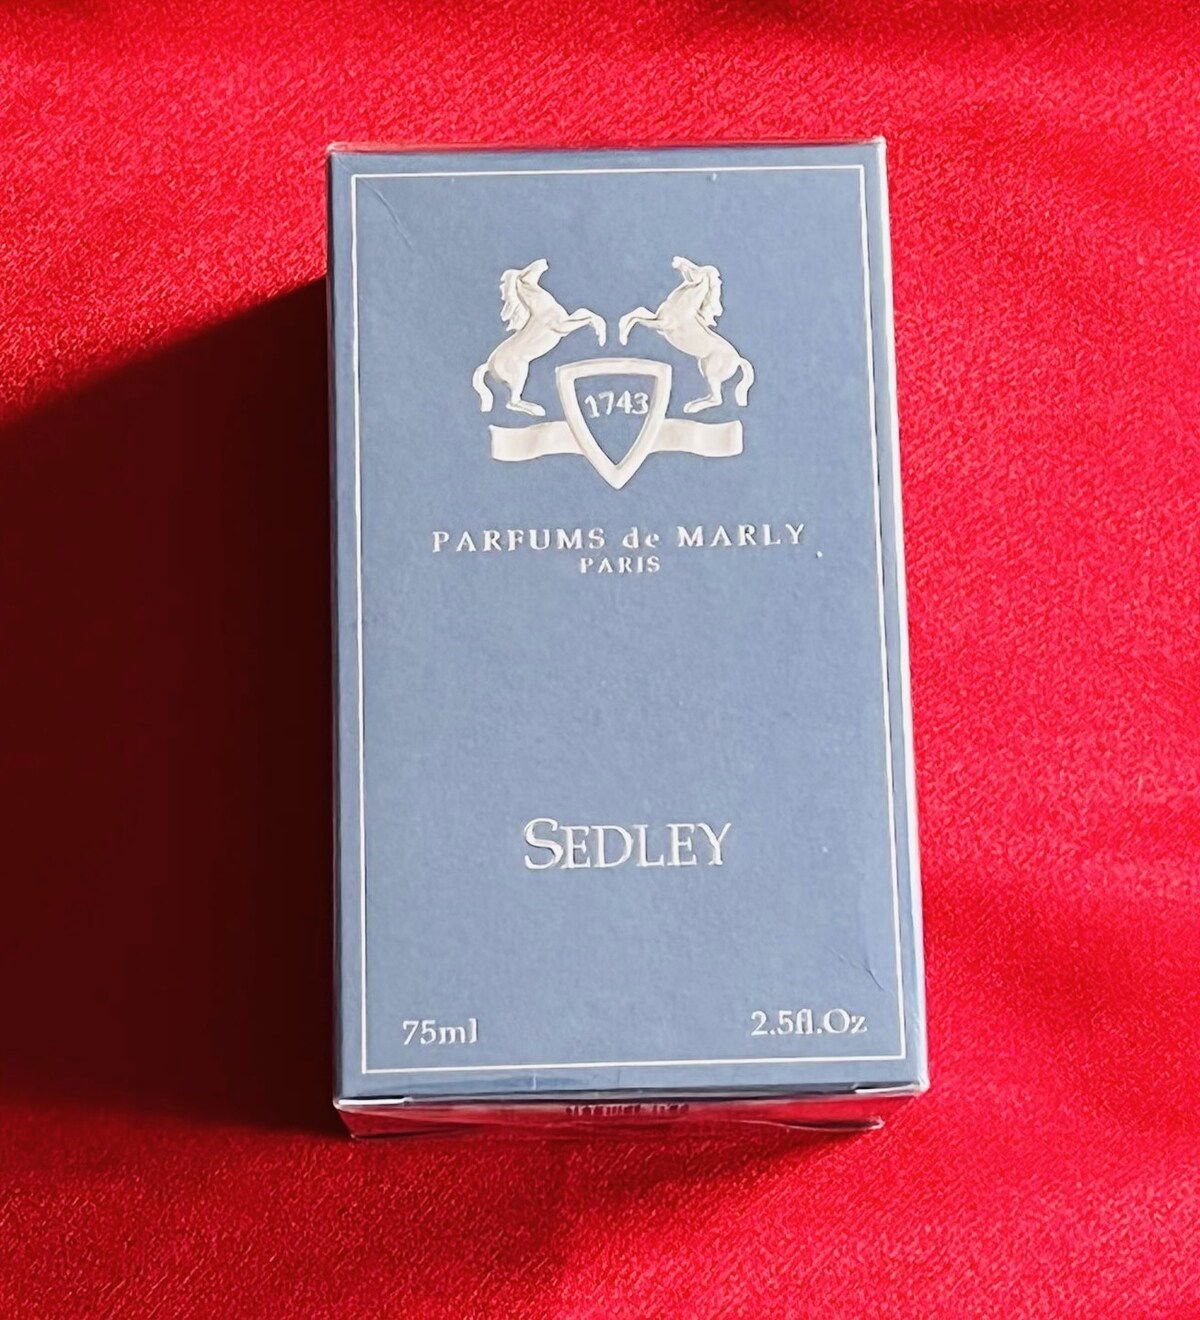 1743
PARFUMS de MARLY
PARIS
SEDLEY
75ml 2.5fl.Oz